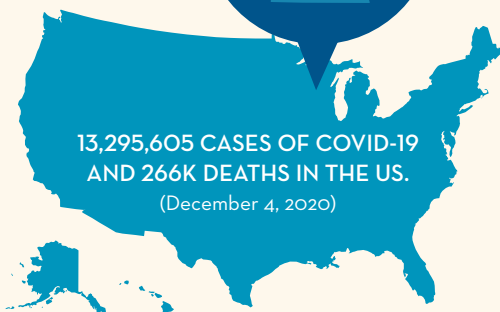 13,295,605 CASES OF COVID-19
AND 266K DEATHS IN THE US.
(December 4, 2020)